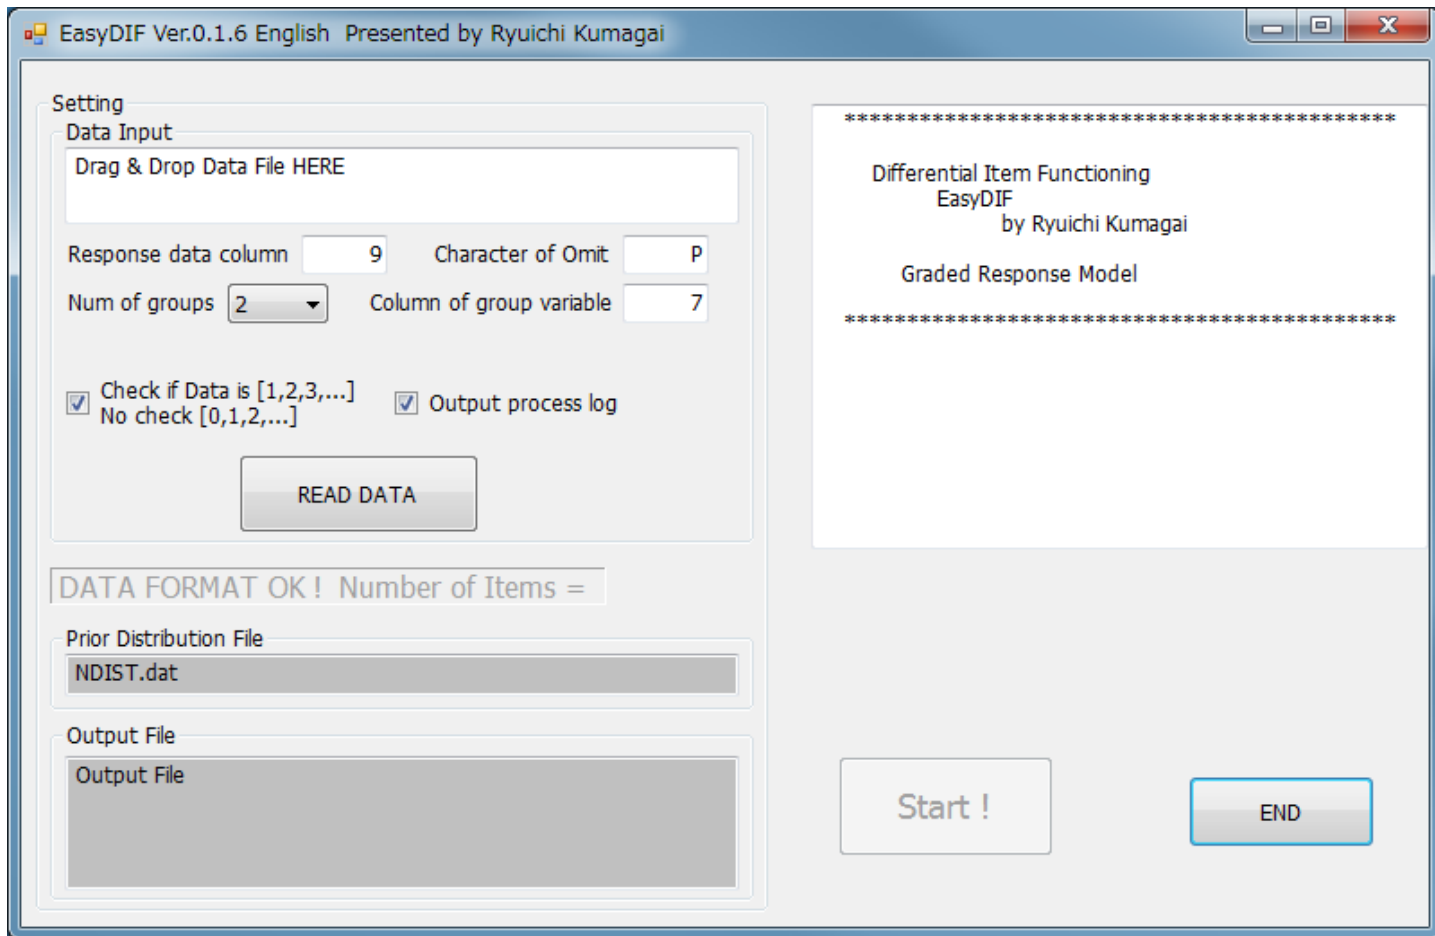 EasyDIF Ver.0.1.6 English  Presented by Ryuichi Kumagai
Setting
Data Input
Drag & Drop Data File HERE
Response data column 9 Character of Omit P
Num of groups 2 Column of group variable 7
Check if Data is [1,2,3,...]
No check [0,1,2,...]
Output process log
READ DATA
DATA FORMAT OK !  Number of Items =
Prior Distribution File
NDIST.dat
Output File
Output File
********************************************
Differential Item Functioning
EasyDIF
by Ryuichi Kumagai
Graded Response Model
********************************************
Start !
END